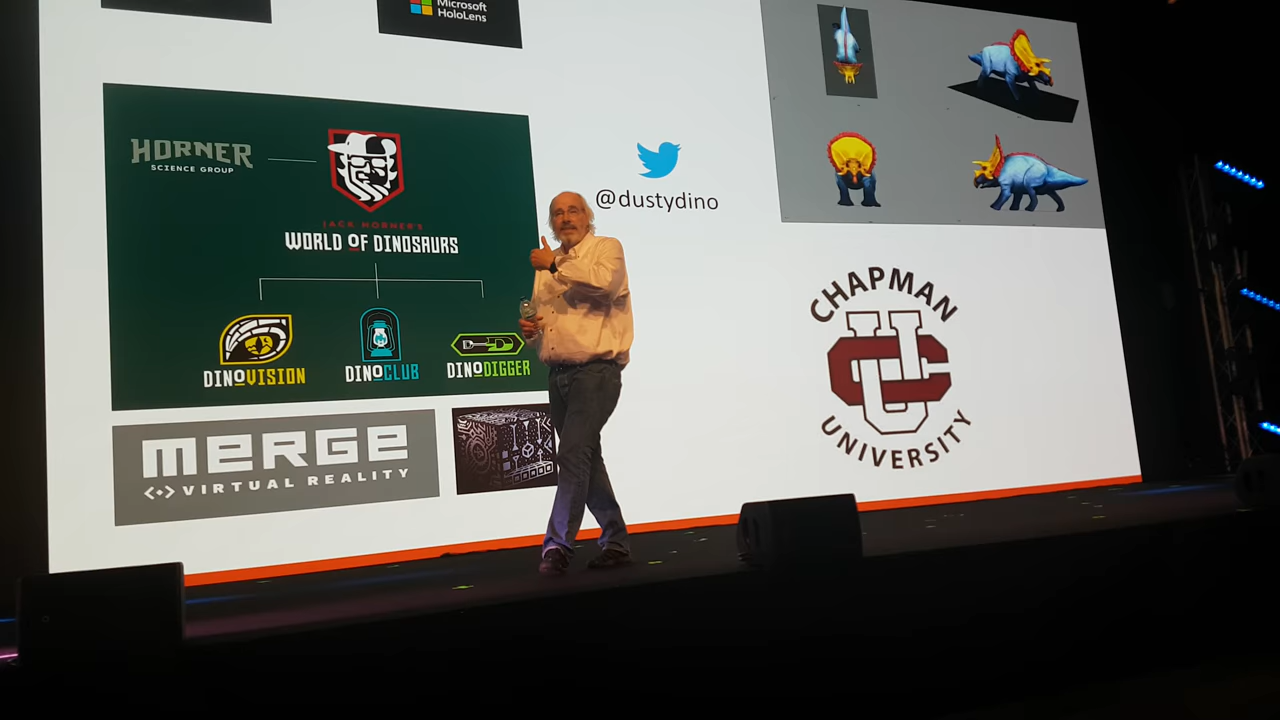 Microsoft
HoloLens
HORNER
SCIENCE GROUP
JACK HORNER'S
WORLD OF DINOSAURS
DINOVISION
DINOCLUB
DINODIGGER
merge
<•> VIRTUAL REALITY
@dustydino
CHAPMAN
UC
UNIVERSITY